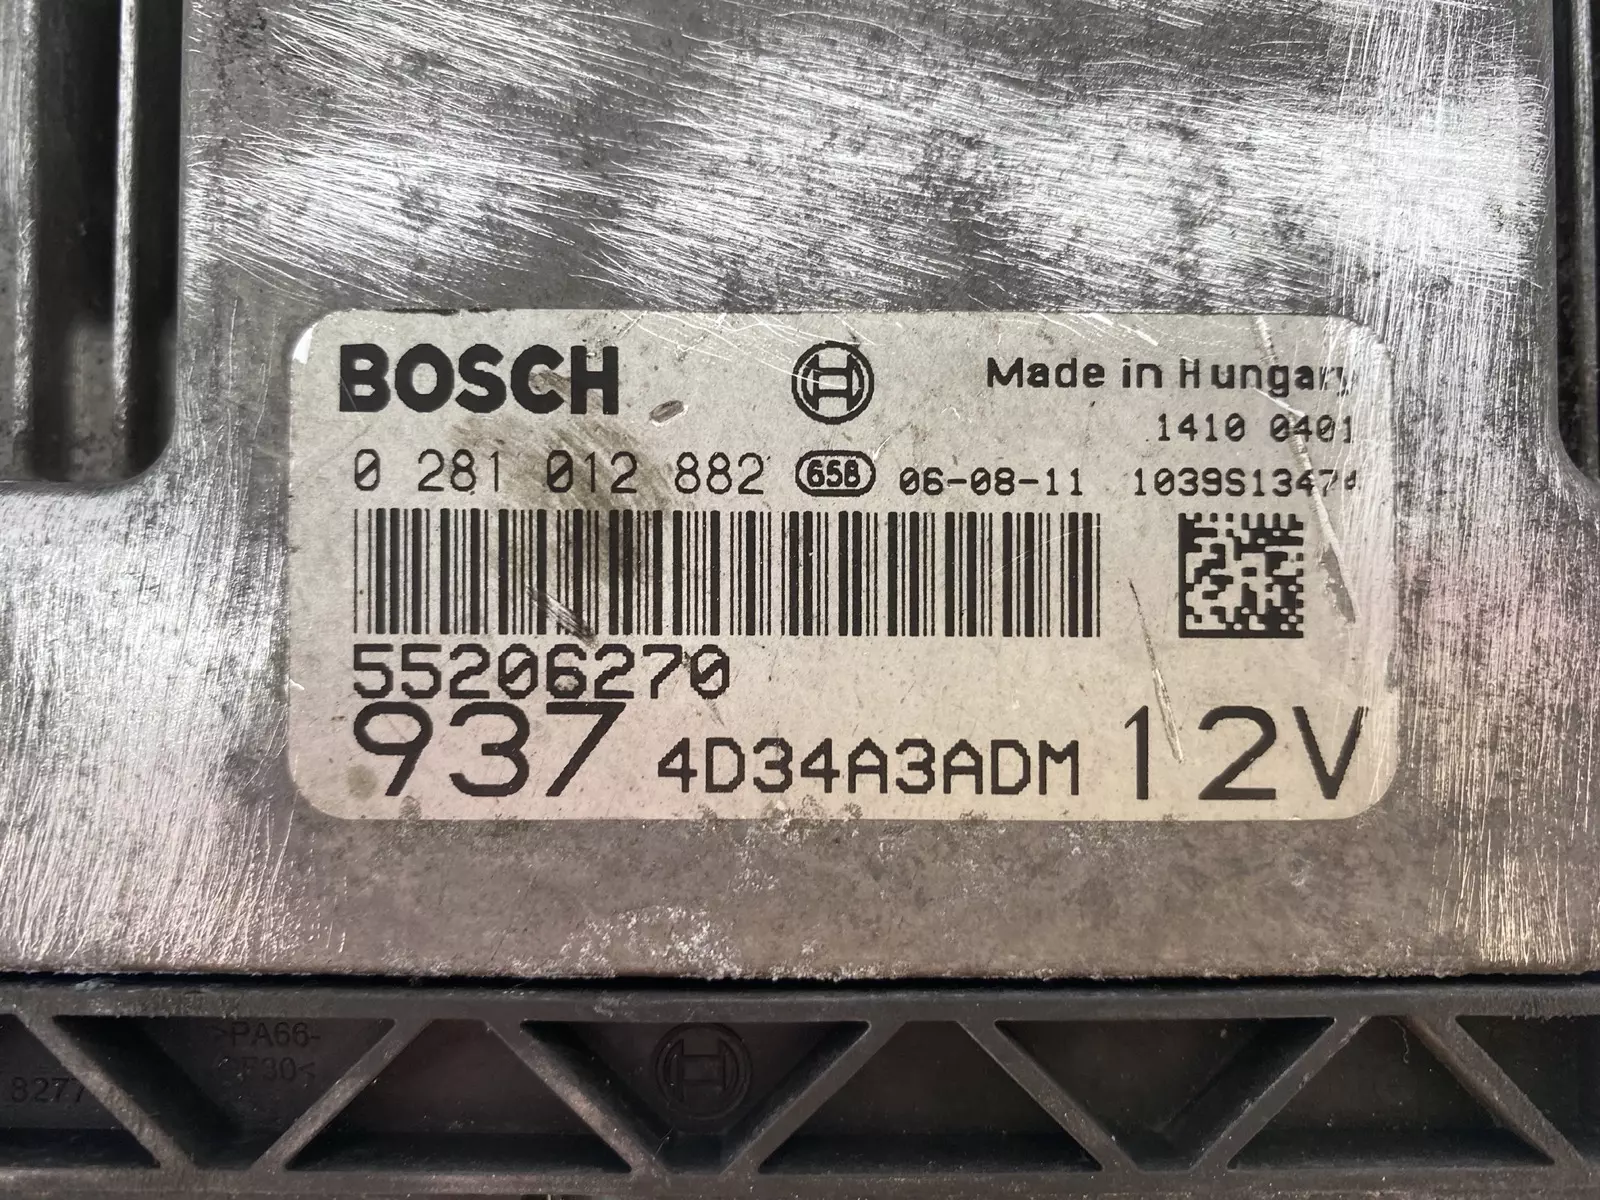 BOSCH Made in Hungary
1410 0401
0 281 012 882 658 06-08-11 1039S13474
55206270
937 4D34A3ADM 12V
>PA66-
GF30<
8277